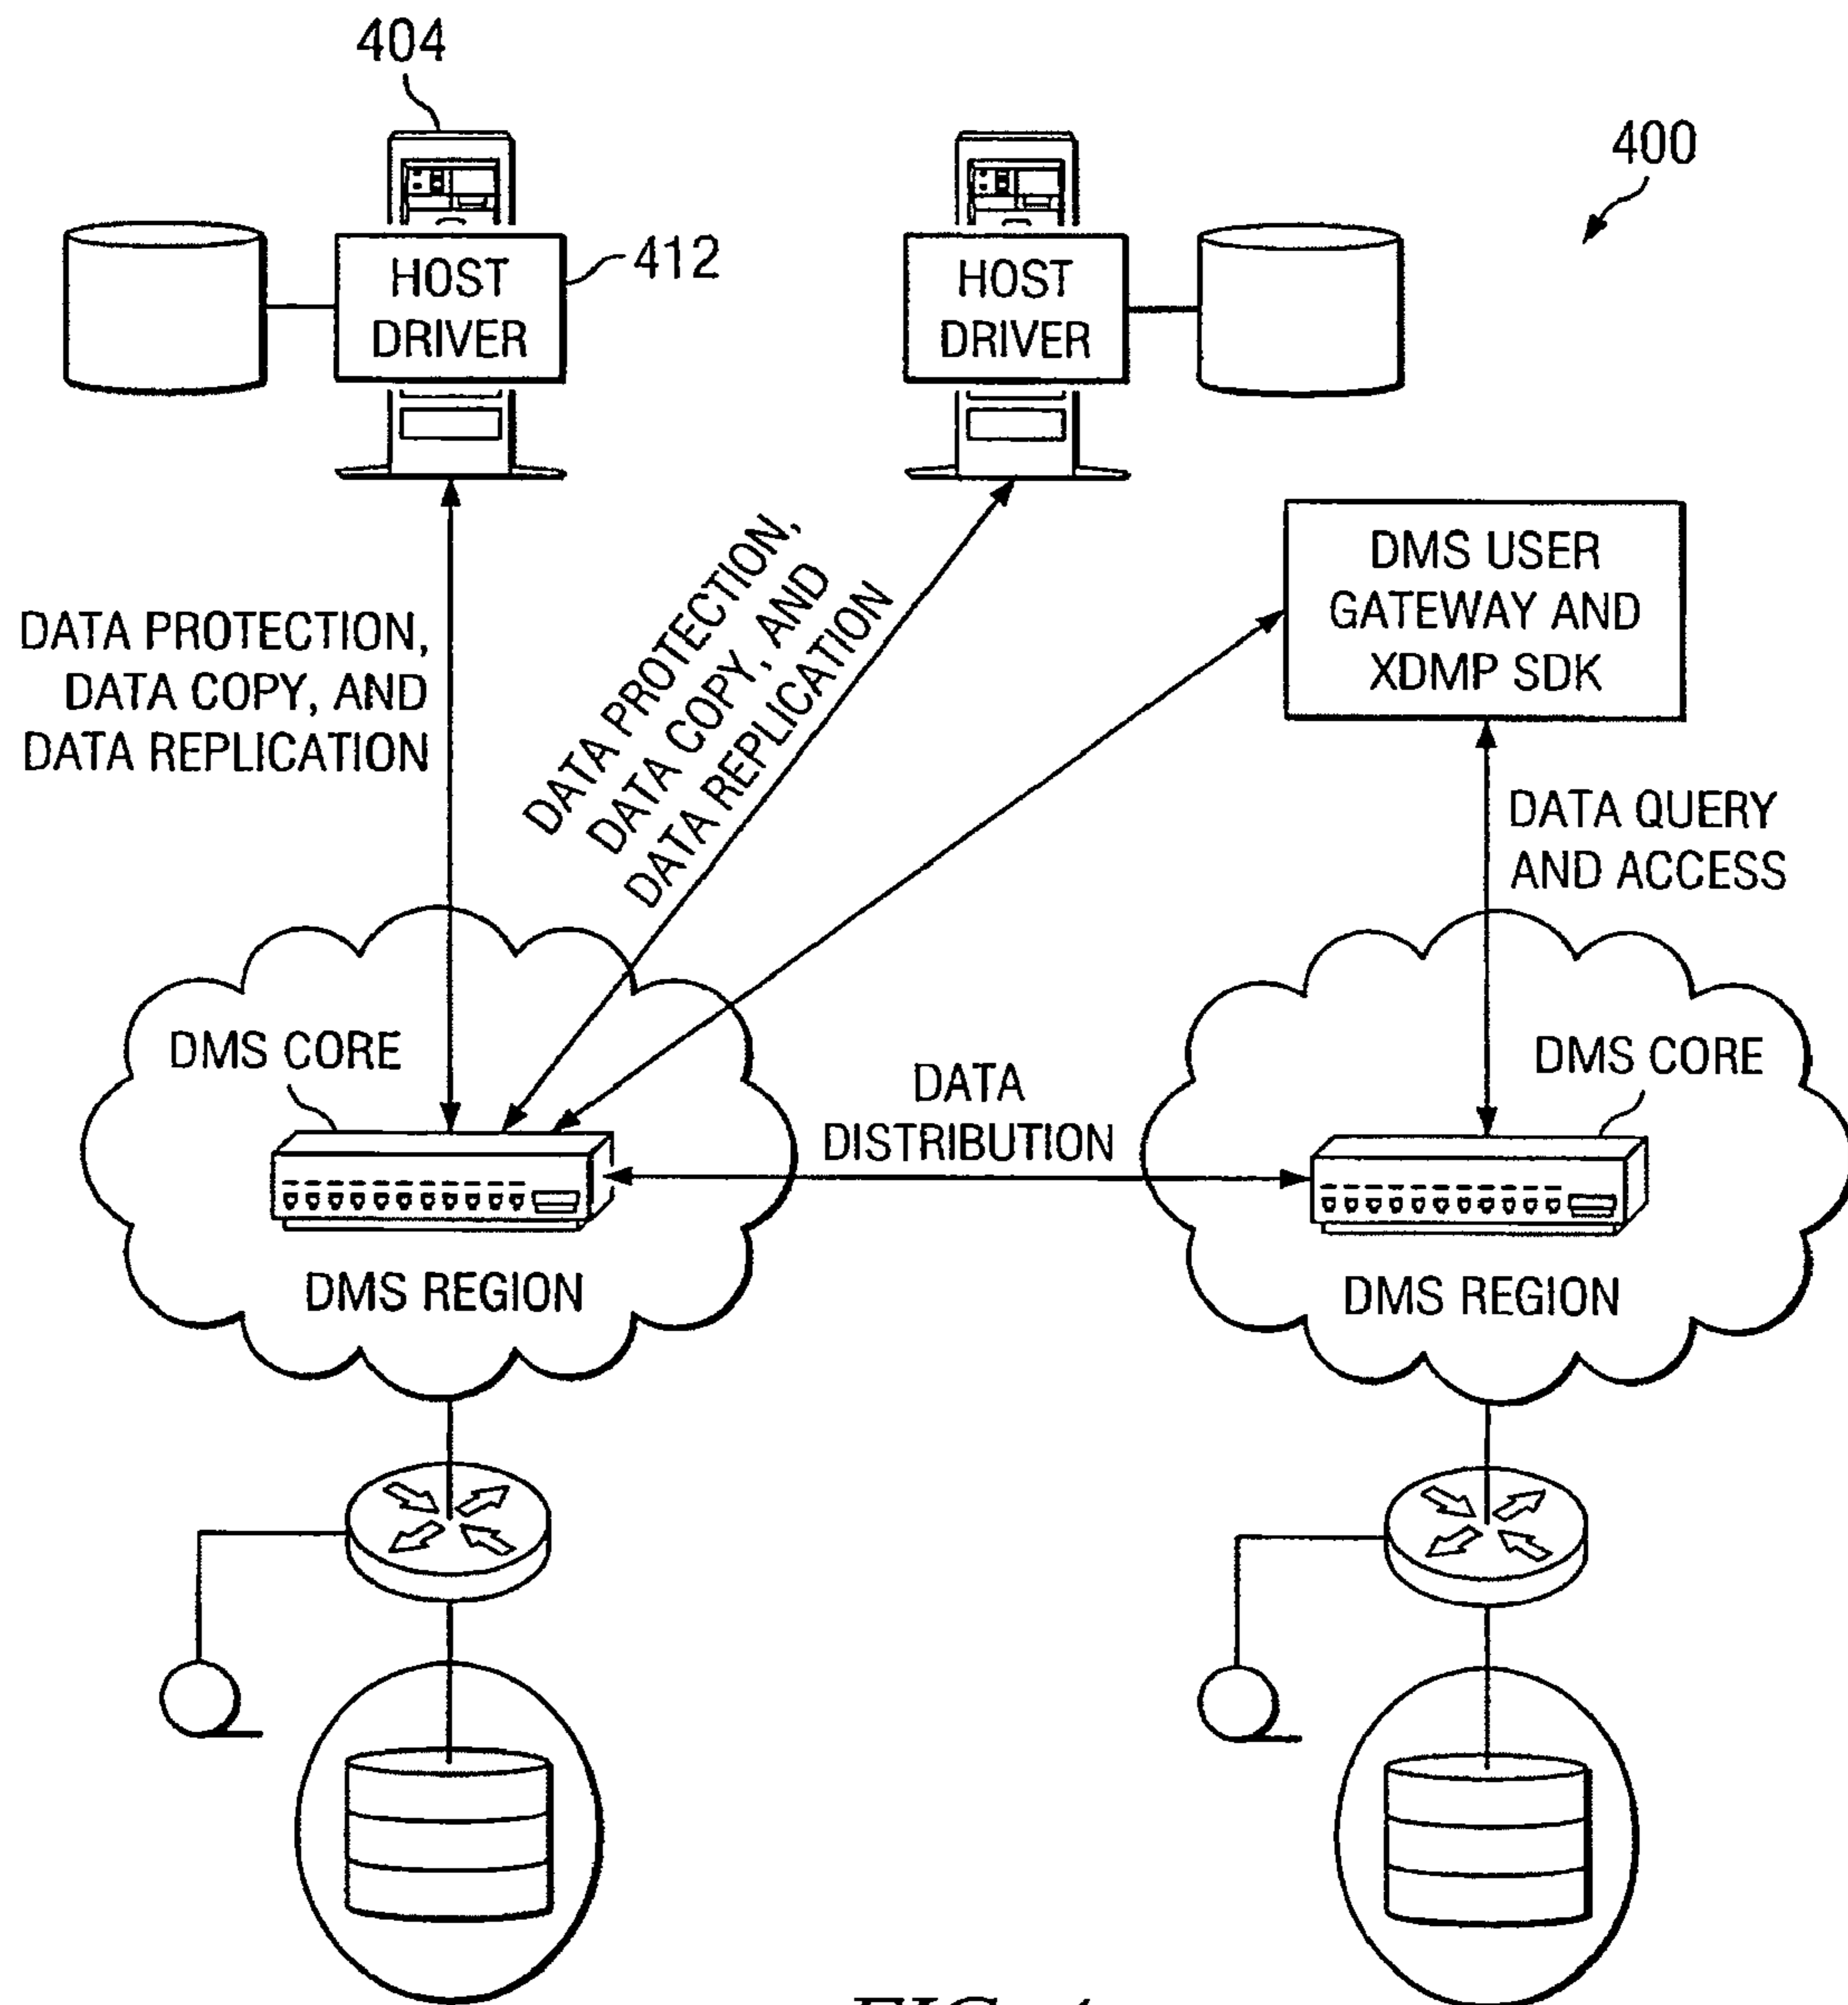 404
400
HOST
DRIVER
412
HOST
DRIVER
DMS USER
GATEWAY AND
XDMP SDK
DATA PROTECTION,
DATA COPY, AND
DATA REPLICATION
DATA PROTECTION,
DATA COPY, AND
DATA REPLICATION
DATA QUERY
AND ACCESS
DMS CORE
DATA
DISTRIBUTION
DMS CORE
DMS REGION
DMS REGION